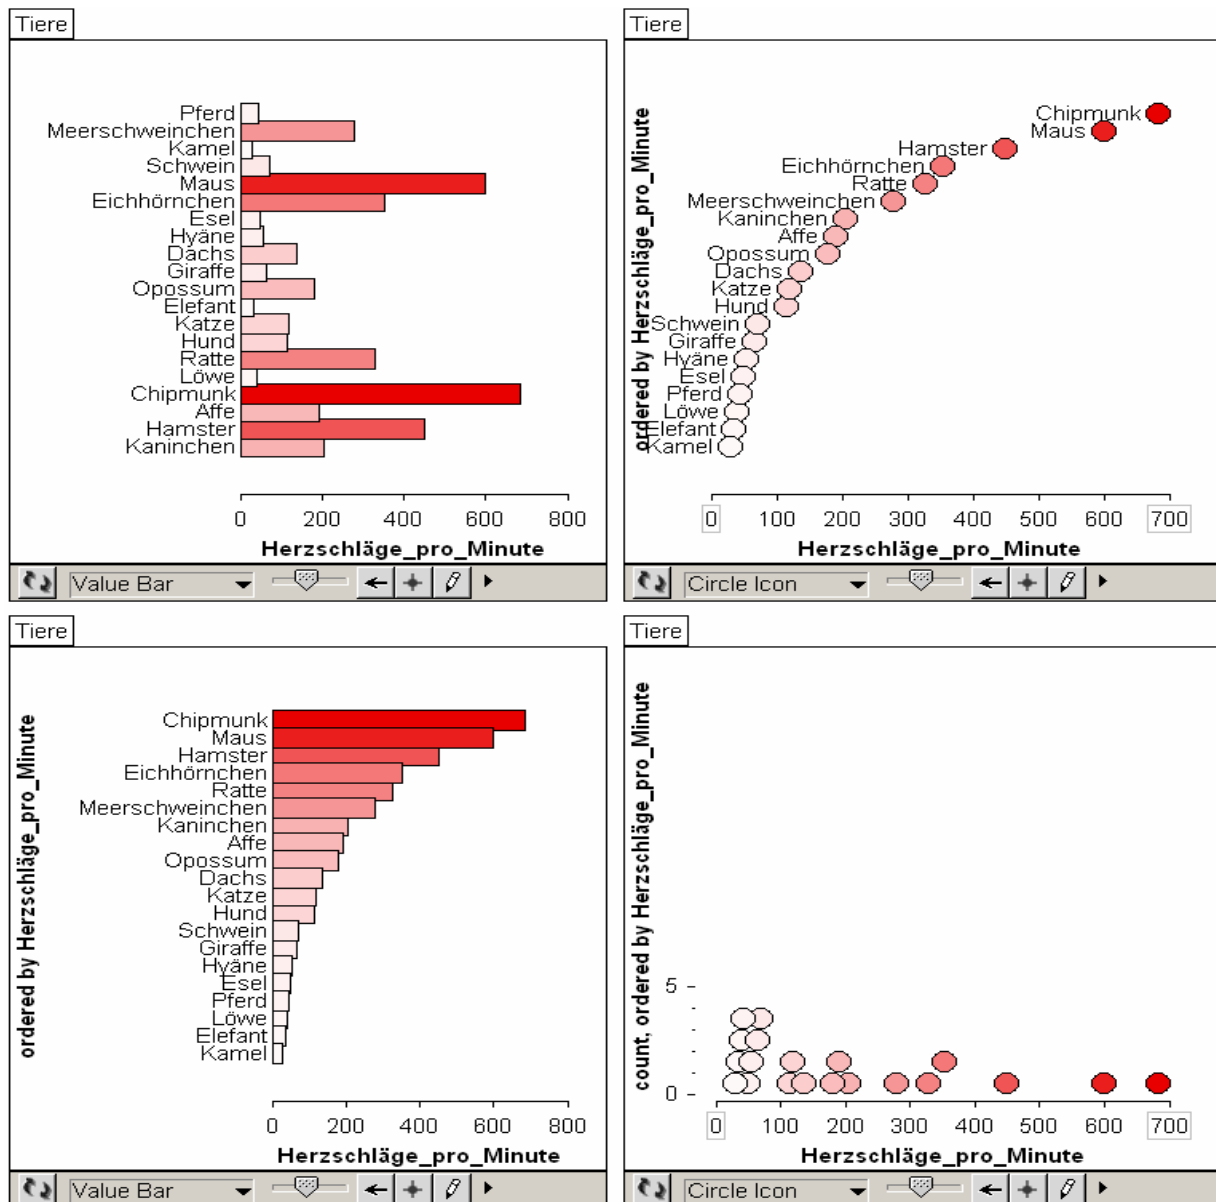 Tiere
Pferd
Meerschweinchen
Kamel
Schwein
Maus
Eichhörnchen
Esel
Hyäne
Dachs
Giraffe
Opossum
Elefant
Katze
Hund
Ratte
Löwe
Chipmunk
Affe
Hamster
Kaninchen
0 200 400 600 800
Herzschläge_pro_Minute
Value Bar
Tiere
ordered by Herzschläge_pro_Minute
Chipmunk
Maus
Hamster
Eichhörnchen
Ratte
Meerschweinchen
Kaninchen
Affe
Opossum
Dachs
Katze
Hund
Schwein
Giraffe
Hyäne
Esel
Pferd
Löwe
Elefant
Kamel
0 100 200 300 400 500 600 700
Herzschläge_pro_Minute
Circle Icon
Tiere
ordered by Herzschläge_pro_Minute
Chipmunk
Maus
Hamster
Eichhörnchen
Ratte
Meerschweinchen
Kaninchen
Affe
Opossum
Dachs
Katze
Hund
Schwein
Giraffe
Hyäne
Esel
Pferd
Löwe
Elefant
Kamel
0 200 400 600 800
Herzschläge_pro_Minute
Value Bar
Tiere
count, ordered by Herzschläge_pro_Minute
5
0
0 100 200 300 400 500 600 700
Herzschläge_pro_Minute
Circle Icon